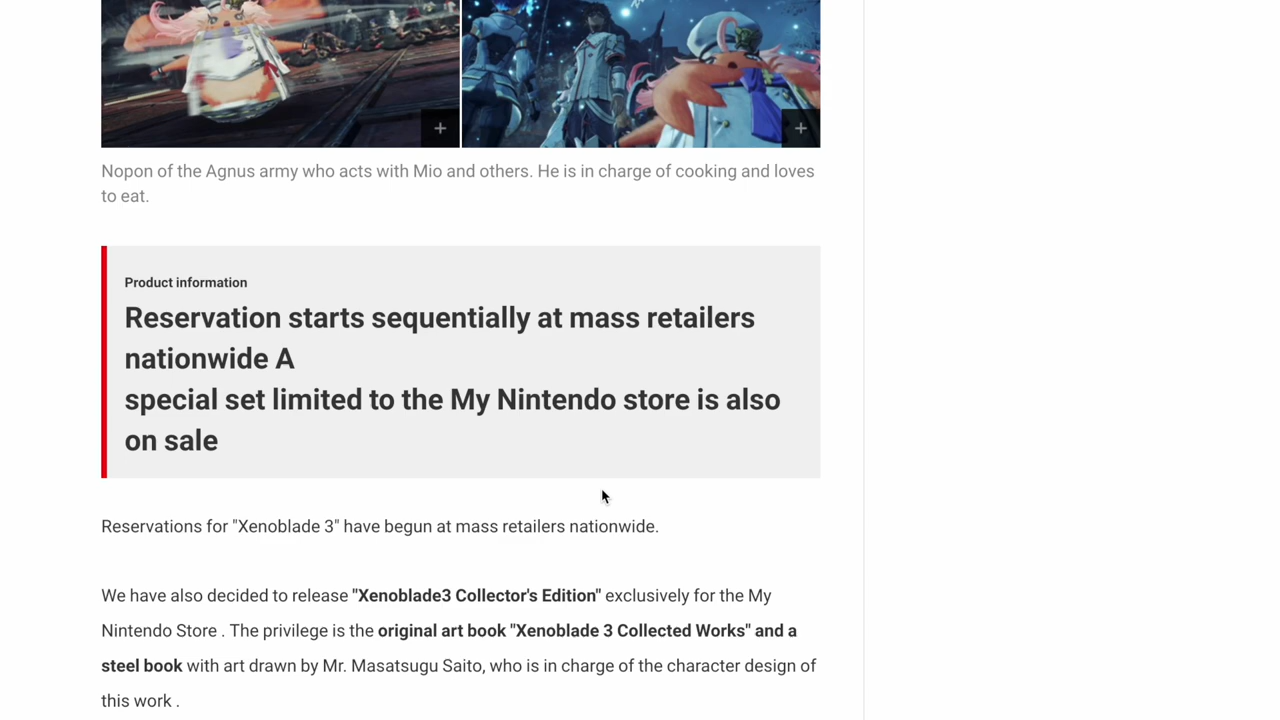 Nopon of the Agnus army who acts with Mio and others. He is in charge of cooking and loves
to eat.
Product information
Reservation starts sequentially at mass retailers
nationwide A
special set limited to the My Nintendo store is also
on sale
Reservations for "Xenoblade 3" have begun at mass retailers nationwide.
We have also decided to release "Xenoblade3 Collector's Edition" exclusively for the My
Nintendo Store . The privilege is the original art book "Xenoblade 3 Collected Works" and a
steel book with art drawn by Mr. Masatsugu Saito, who is in charge of the character design of
this work .